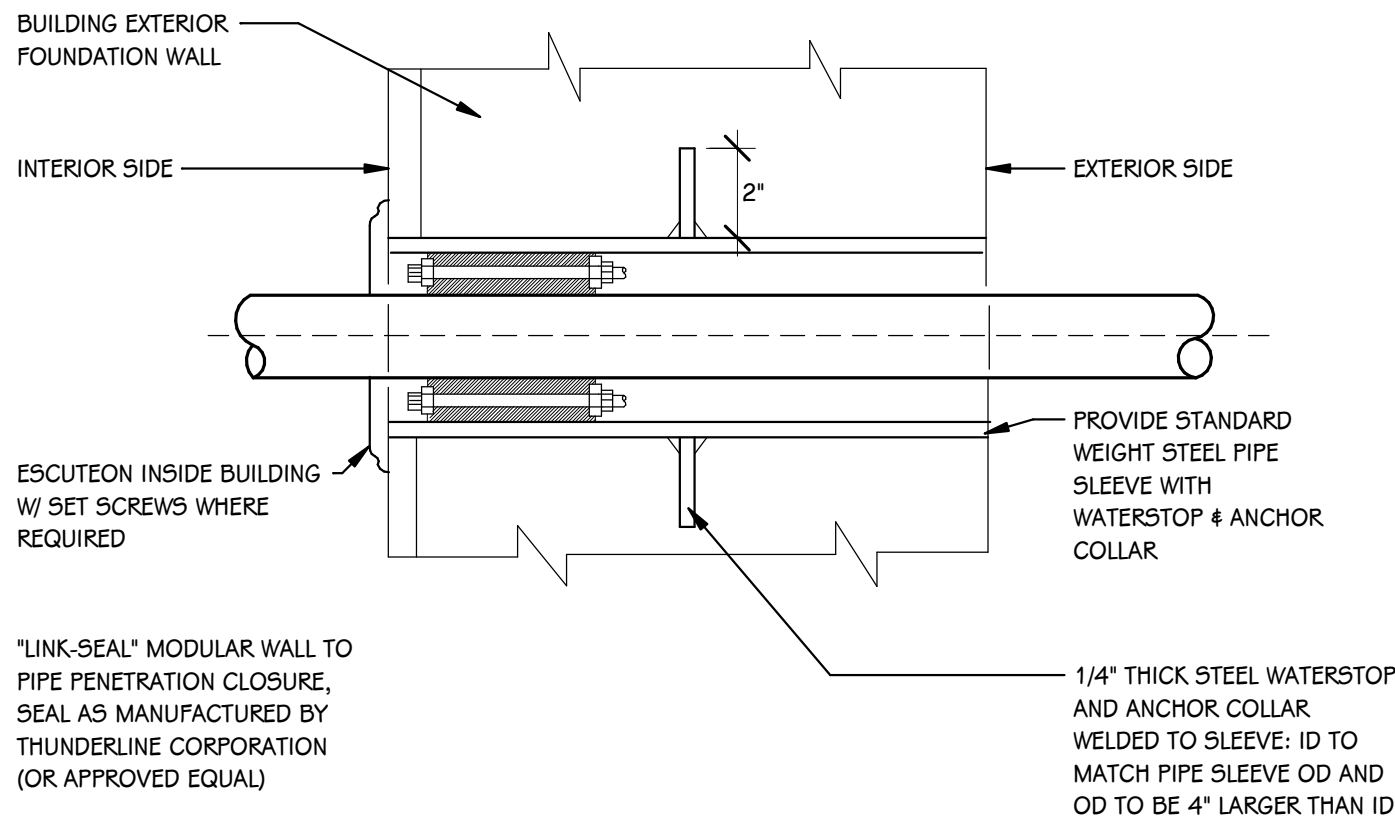 BUILDING EXTERIOR
FOUNDATION WALL
INTERIOR SIDE
EXTERIOR SIDE
2"
ESCUTEON INSIDE BUILDING
W/ SET SCREWS WHERE
REQUIRED
PROVIDE STANDARD
WEIGHT STEEL PIPE
SLEEVE WITH
WATERSTOP & ANCHOR
COLLAR
"LINK-SEAL" MODULAR WALL TO
PIPE PENETRATION CLOSURE,
SEAL AS MANUFACTURED BY
THUNDERLINE CORPORATION
(OR APPROVED EQUAL)
1/4" THICK STEEL WATERSTOP
AND ANCHOR COLLAR
WELDED TO SLEEVE: ID TO
MATCH PIPE SLEEVE OD AND
OD TO BE 4" LARGER THAN ID